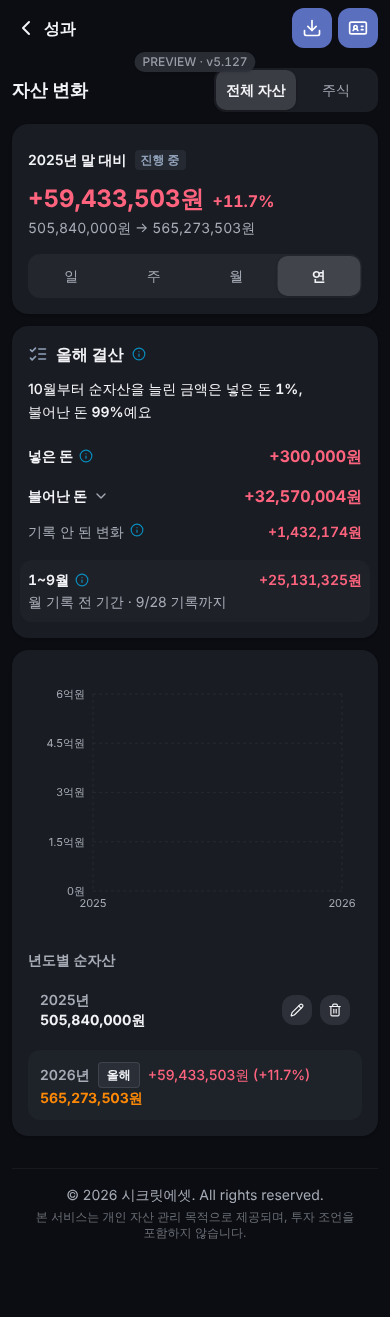 성과
PREVIEW · v5.127
자산 변화
전체 자산
주식
2025년 말 대비 진행 중
+59,433,503원 +11.7%
505,840,000원 → 565,273,503원
일 주 월 연
올해 결산
10월부터 순자산을 늘린 금액은 넣은 돈 1%,
불어난 돈 99%예요
넣은 돈 +300,000원
불어난 돈 +32,570,004원
기록 안 된 변화 +1,432,174원
1~9월 +25,131,325원
월 기록 전 기간 · 9/28 기록까지
6억원
4.5억원
3억원
1.5억원
0원
2025 2026
년도별 순자산
2025년
505,840,000원
2026년 올해 +59,433,503원 (+11.7%)
565,273,503원
© 2026 시크릿에셋. All rights reserved.
본 서비스는 개인 자산 관리 목적으로 제공되며, 투자 조언을
포함하지 않습니다.